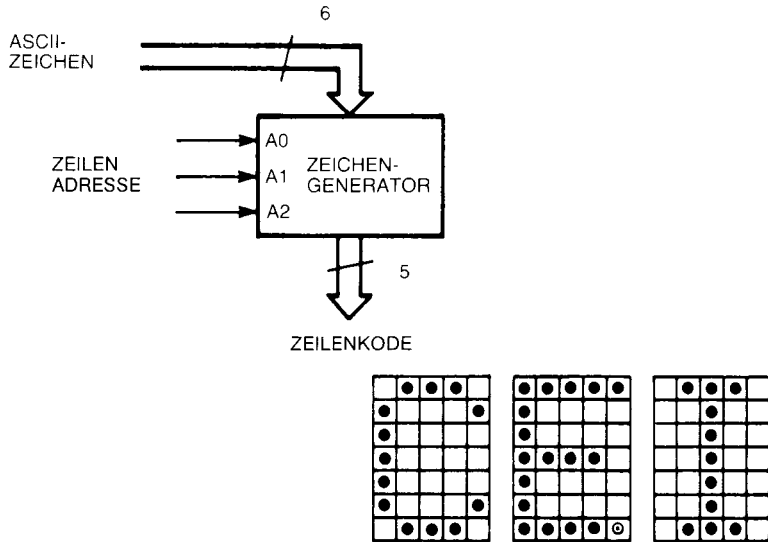 6
ASCII-
ZEICHEN
ZEILEN
ADRESSE
A0
A1
A2
ZEICHEN-
GENERATOR
5
ZEILENKODE